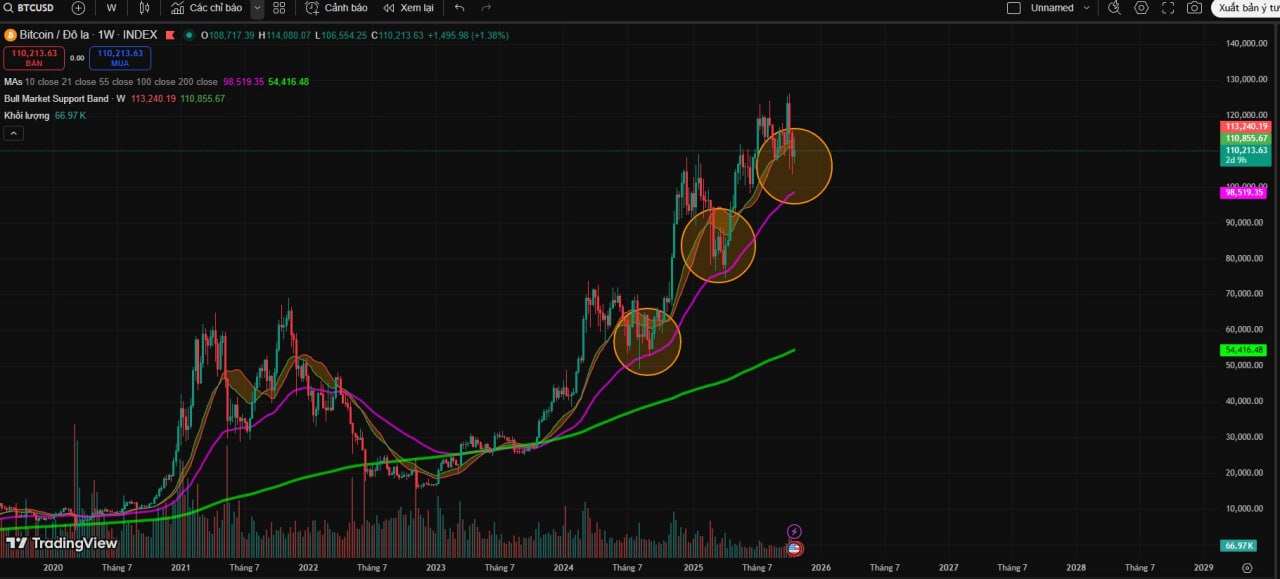 BTCUSD W Các chỉ báo Cảnh báo Xem lại Unnamed Xuất bản ý tư
Bitcoin / Đô la · 1W · INDEX O108,717.39 H114,080.07 L106,554.25 C110,213.63 +1,495.98 (+1.38%)
110,213.63 0.00 110,213.63
BÁN MUA
MAs 10 close 21 close 55 close 100 close 200 close 98,519.35 54,416.48
Bull Market Support Band · W 113,240.19 110,855.67
Khối lượng 66.97 K
140,000.00
130,000.00
120,000.00
113,240.19
110,855.67
110,213.63
2d 9h
100,000.00
98,519.35
90,000.00
80,000.00
70,000.00
60,000.00
54,416.48
50,000.00
40,000.00
30,000.00
20,000.00
10,000.00
66.97K
TradingView
2020 Tháng 7 2021 Tháng 7 2022 Tháng 7 2023 Tháng 7 2024 Tháng 7 2025 Tháng 7 2026 Tháng 7 2027 Tháng 7 2028 Tháng 7 2029